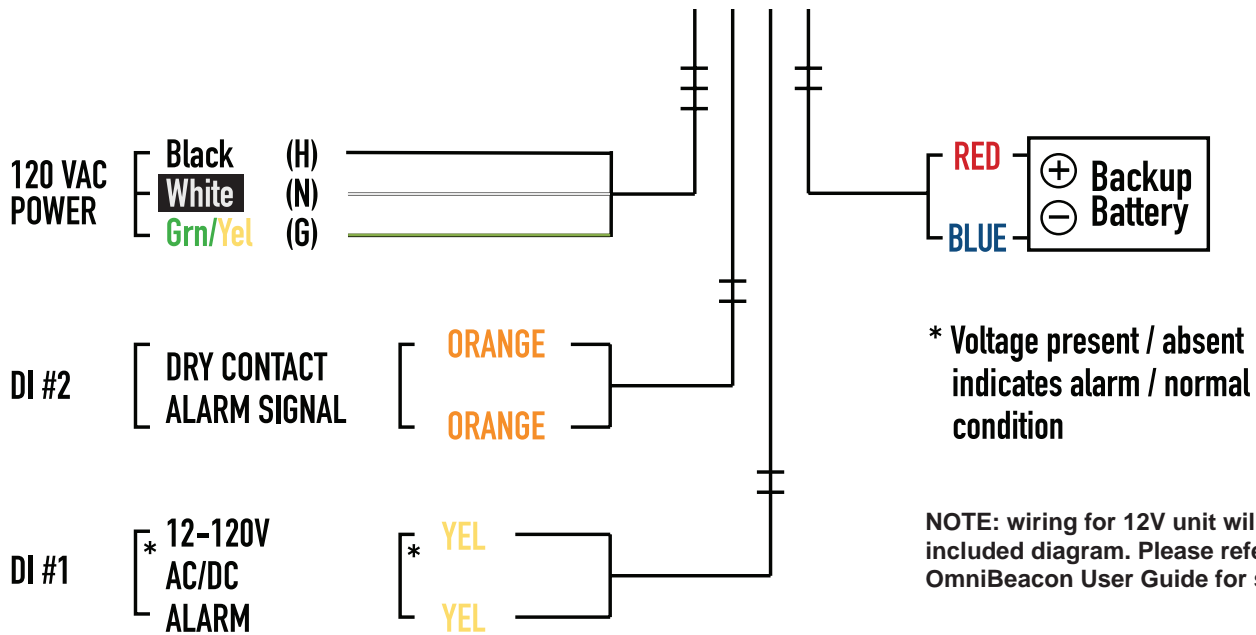 120 VAC
POWER
Black (H)
White (N)
Grn/Yel (G)
RED
BLUE
+ Backup
- Battery
DI #2
DRY CONTACT
ALARM SIGNAL
ORANGE
ORANGE
* Voltage present / absent
indicates alarm / normal
condition
DI #1
* 12-120V
AC/DC
ALARM
* YEL
YEL
NOTE: wiring for 12V unit wil
included diagram. Please refe
OmniBeacon User Guide for s